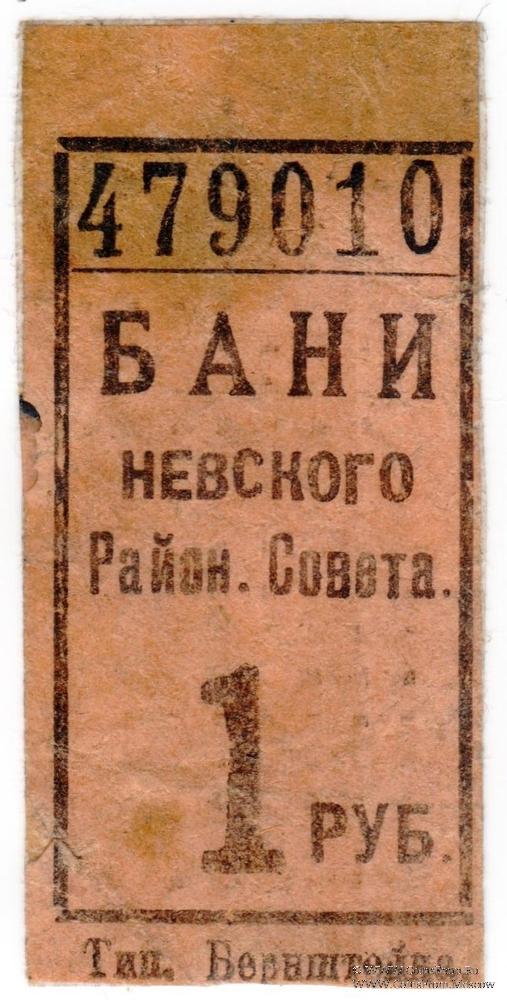 479010
БАНИ
НЕВСКОГО
Район. Совета.
1 РУБ.
Тип. Бернштейна